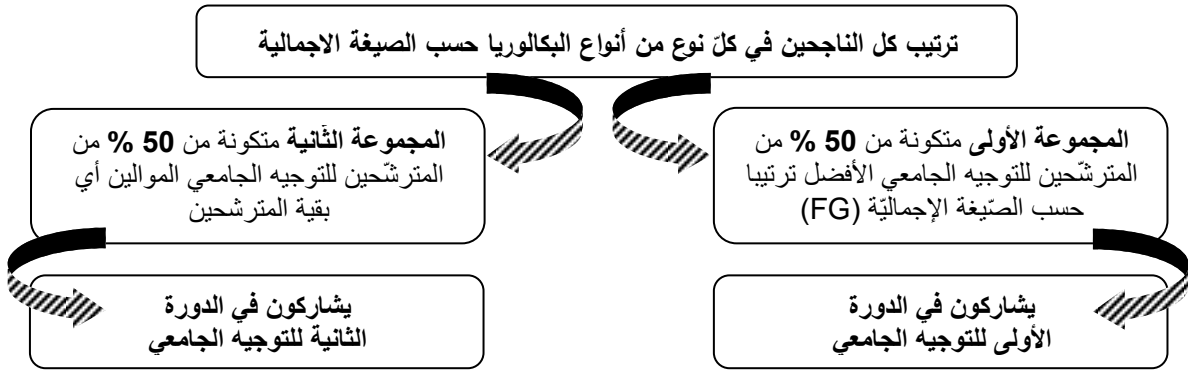 ترتيب كل الناجحين في كلّ نوع من أنواع البكالوريا حسب الصيغة الاجمالية
المجموعة الأولى متكونة من 50 % من
المترشّحين للتوجيه الجامعي الأفضل ترتيبا
حسب الصّيغة الإجماليّة (FG)
المجموعة الثّانية متكونة من 50 % من
المترشّحين للتوجيه الجامعي الموالين أي
بقية المترشحين
يشاركون في الدورة
الأولى للتوجيه الجامعي
يشاركون في الدورة
الثانية للتوجيه الجامعي